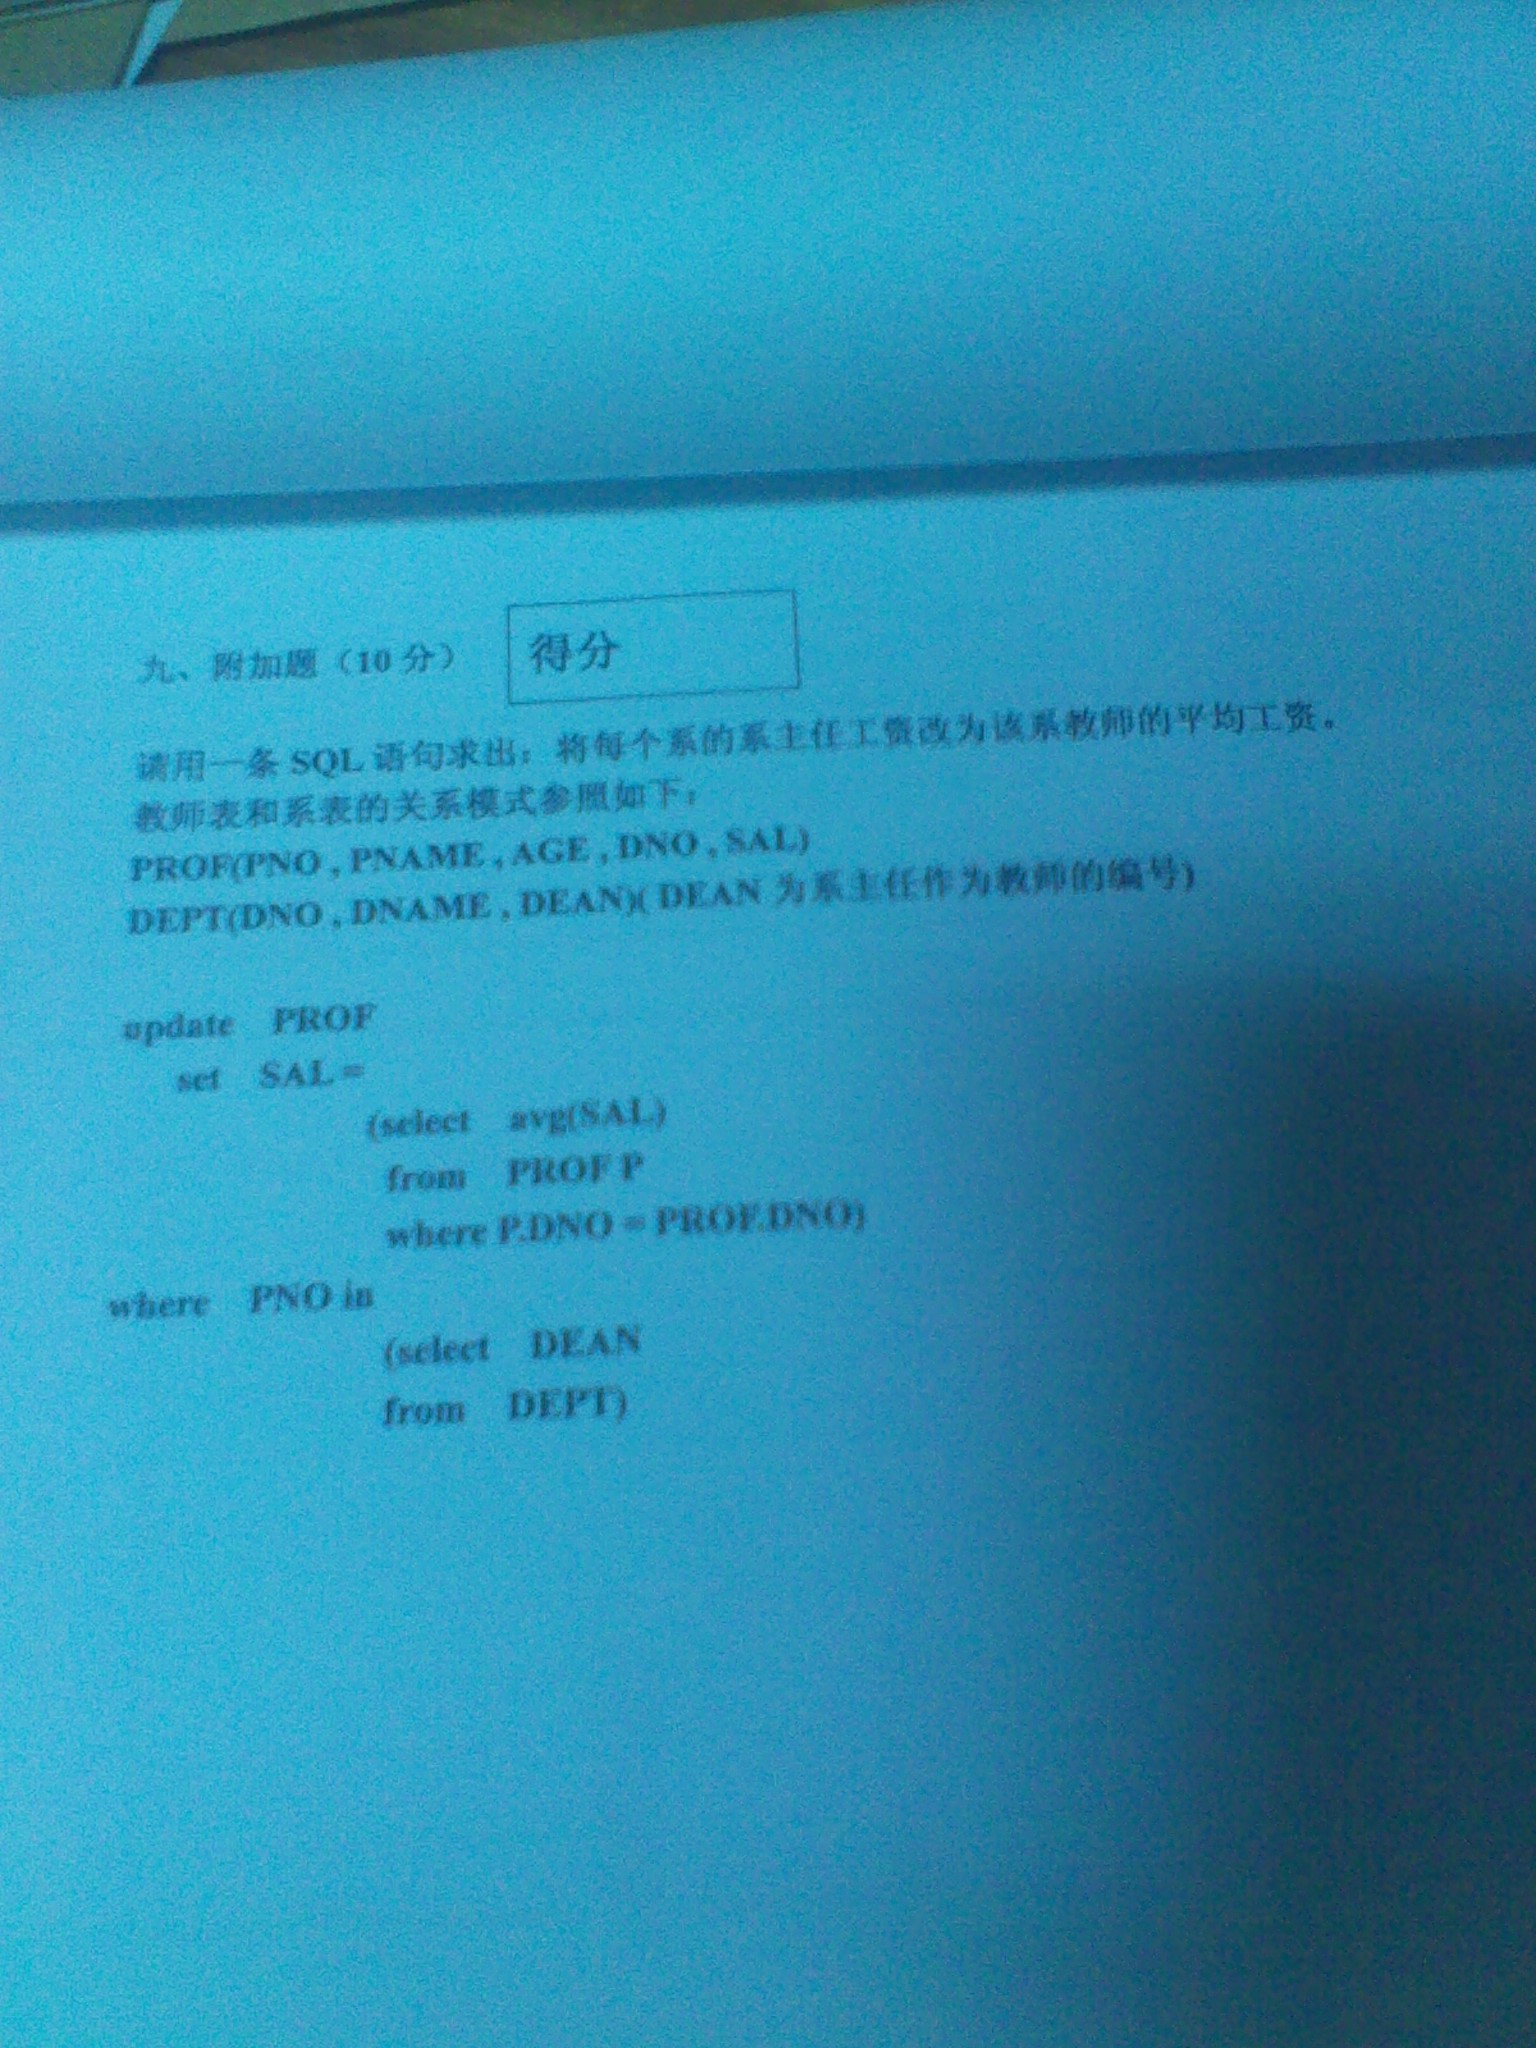 九、附加题（10 分）
得分
请用一条 SQL 语句求出：将每个系的系主任工资改为该系教师的平均工资。
教师表和系表的关系模式参照如下：
PROF(PNO , PNAME , AGE , DNO , SAL)
DEPT(DNO , DNAME , DEAN)( DEAN 为系主任作为教师的编号)
update PROF
set SAL =
(select avg(SAL)
from PROF P
where P.DNO = PROF.DNO)
where PNO in
(select DEAN
from DEPT)